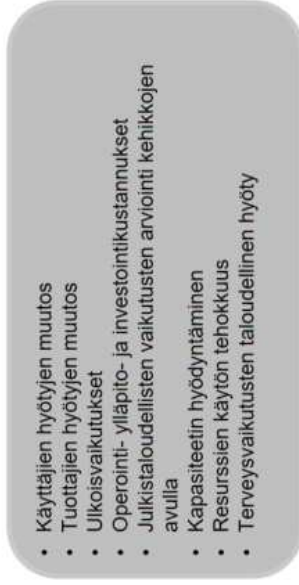 • Käyttäjien hyötyjen muutos
• Tuottajien hyötyjen muutos
• Ulkoisvaikutukset
• Operointi- ylläpito- ja investointikustannukset
• Julkistaloudellisten vaikutusten arviointi kehikkojen
avulla
• Kapasiteetin hyödyntäminen
• Resurssien käytön tehokkuus
• Terveysvaikutusten taloudellinen hyöty